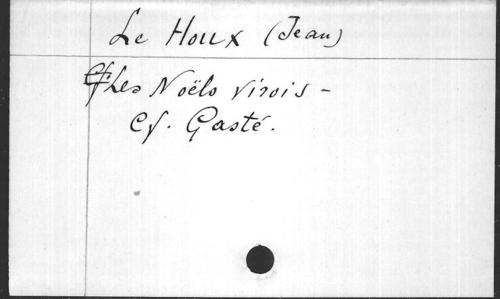 Le Houx (Jean)
Les Noëls Virois -
Cf. Gasté.